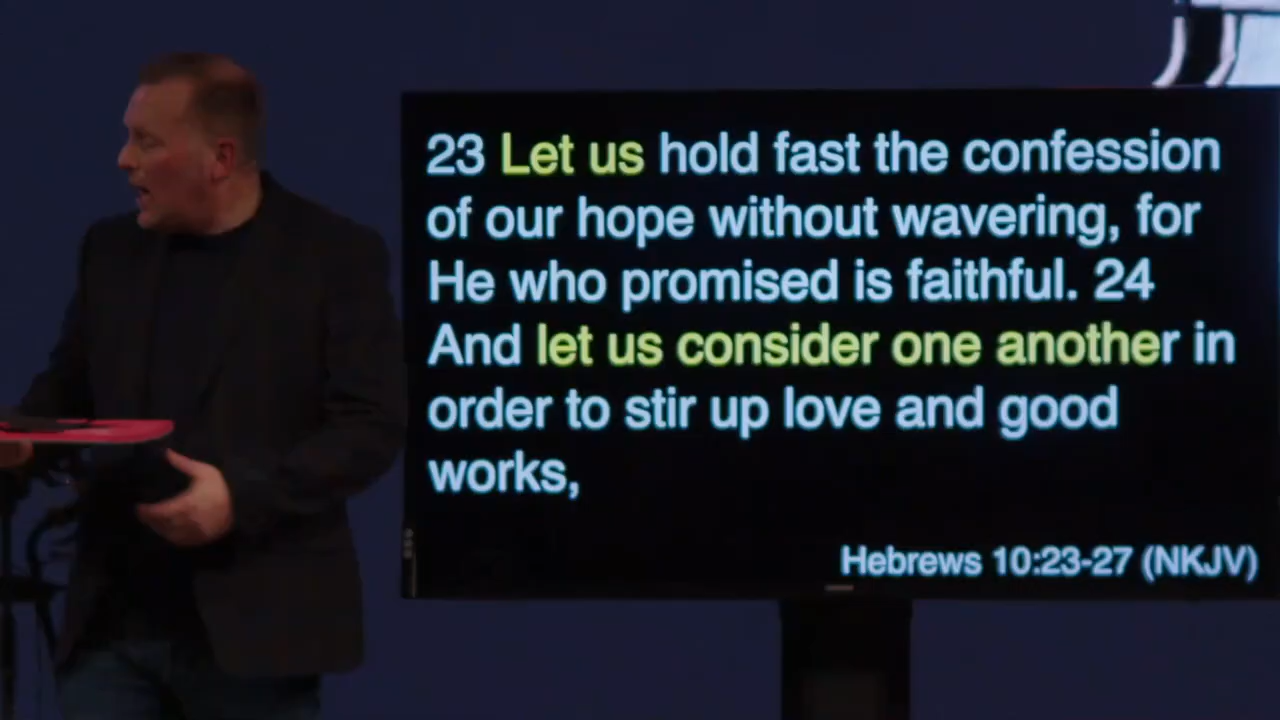 23 Let us hold fast the confession
of our hope without wavering, for
He who promised is faithful. 24
And let us consider one another in
order to stir up love and good
works,
Hebrews 10:23-27 (NKJV)